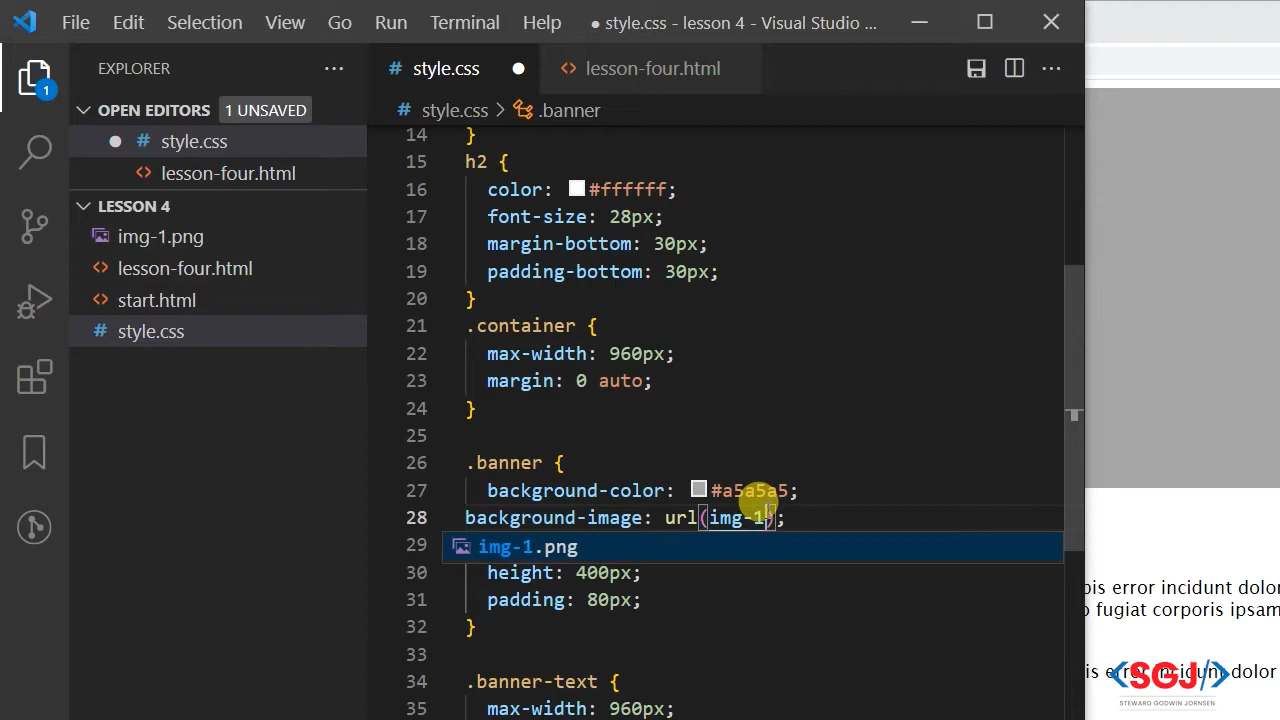 File Edit Selection View Go Run Terminal Help ● style.css - lesson 4 - Visual Studio ...
EXPLORER ...
# style.css ● <> lesson-four.html ...
1
OPEN EDITORS 1 UNSAVED
# style.css > .banner
● # style.css
<> lesson-four.html
LESSON 4
img-1.png
<> lesson-four.html
<> start.html
# style.css
14 }
15 h2 {
16 color: #ffffff;
17 font-size: 28px;
18 margin-bottom: 30px;
19 padding-bottom: 30px;
20 }
21 .container {
22 max-width: 960px;
23 margin: 0 auto;
24 }
25
26 .banner {
27 background-color: #a5a5a5;
28 background-image: url(img-1);
29 img-1.png
30 height: 400px;
31 padding: 80px;
32 }
33
34 .banner-text {
35 max-width: 960px;
pis error incidunt dolor
o fugiat corporis ipsam
is error incidunt dolor
<SGJ/>
STEWARD GODWIN JORNSEN